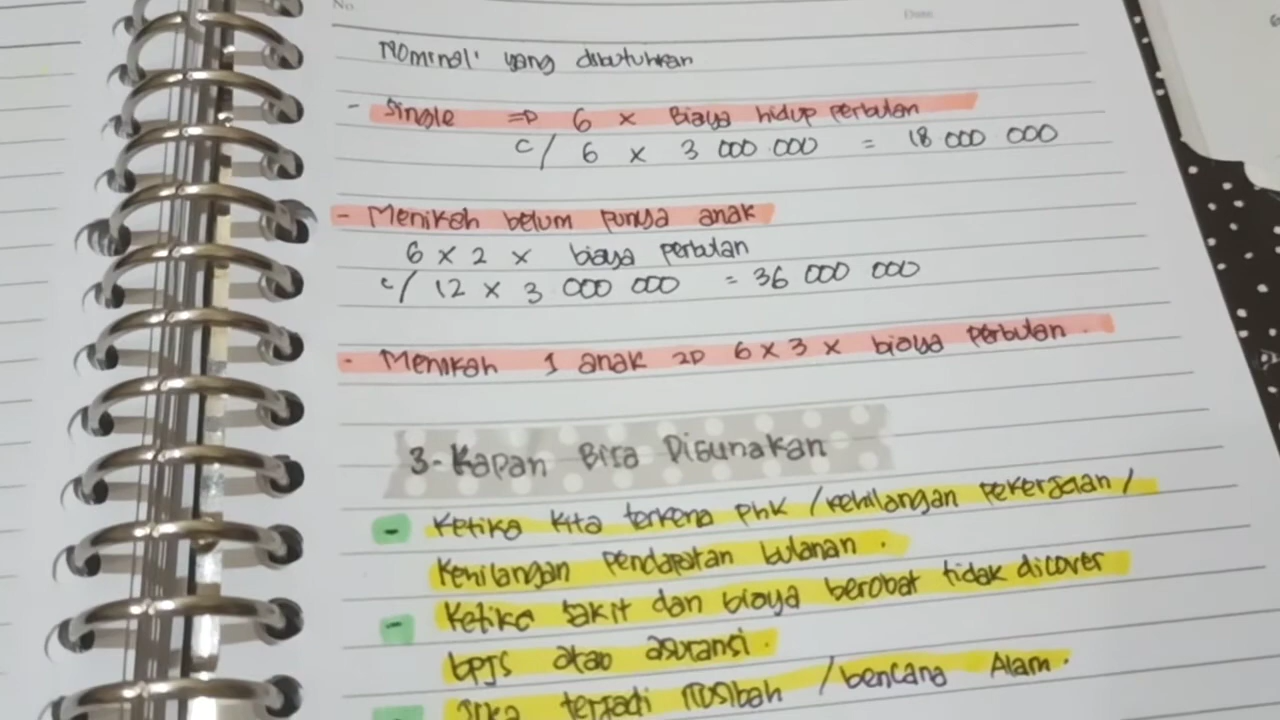 No
Date
Nominal yang dibutuhkan
- Single => 6 x Biaya hidup perbulan
c/ 6 x 3 000 000 = 18 000 000
- Menikah belum punya anak
6 x 2 x biaya perbulan
c/ 12 x 3 000 000 = 36 000 000
- Menikah 1 anak => 6 x 3 x biaya perbulan.
3. Kapan Bisa Digunakan
- Ketika kita terkena PHK / kehilangan pekerjaan /
Kehilangan pendapatan bulanan.
- Ketika sakit dan biaya berobat tidak dicover
bpjs atau asuransi.
- Jika terjadi musibah / bencana Alam.